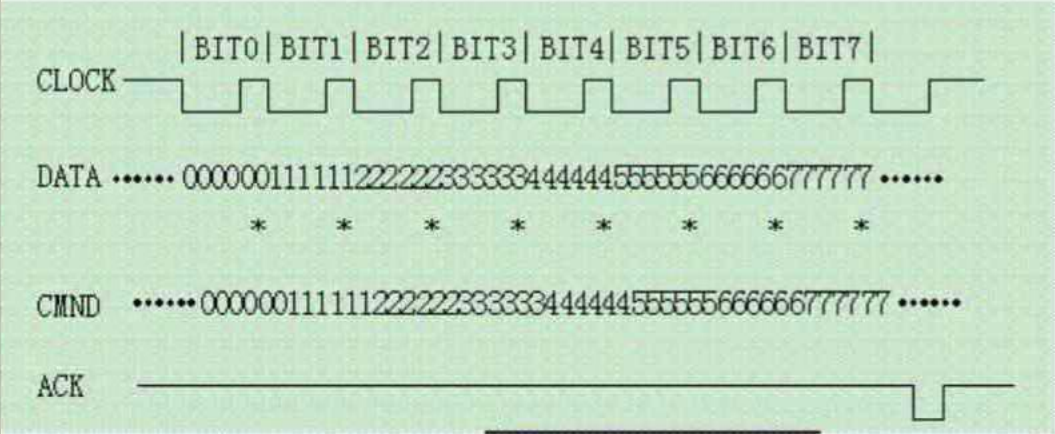 |BIT0|BIT1|BIT2|BIT3|BIT4|BIT5|BIT6|BIT7|
CLOCK
DATA ······ 000000111111222222333333444444555555666666777777 ······
* * * * * * * *
CMND ······ 000000111111222222333333444444555555666666777777 ······
ACK